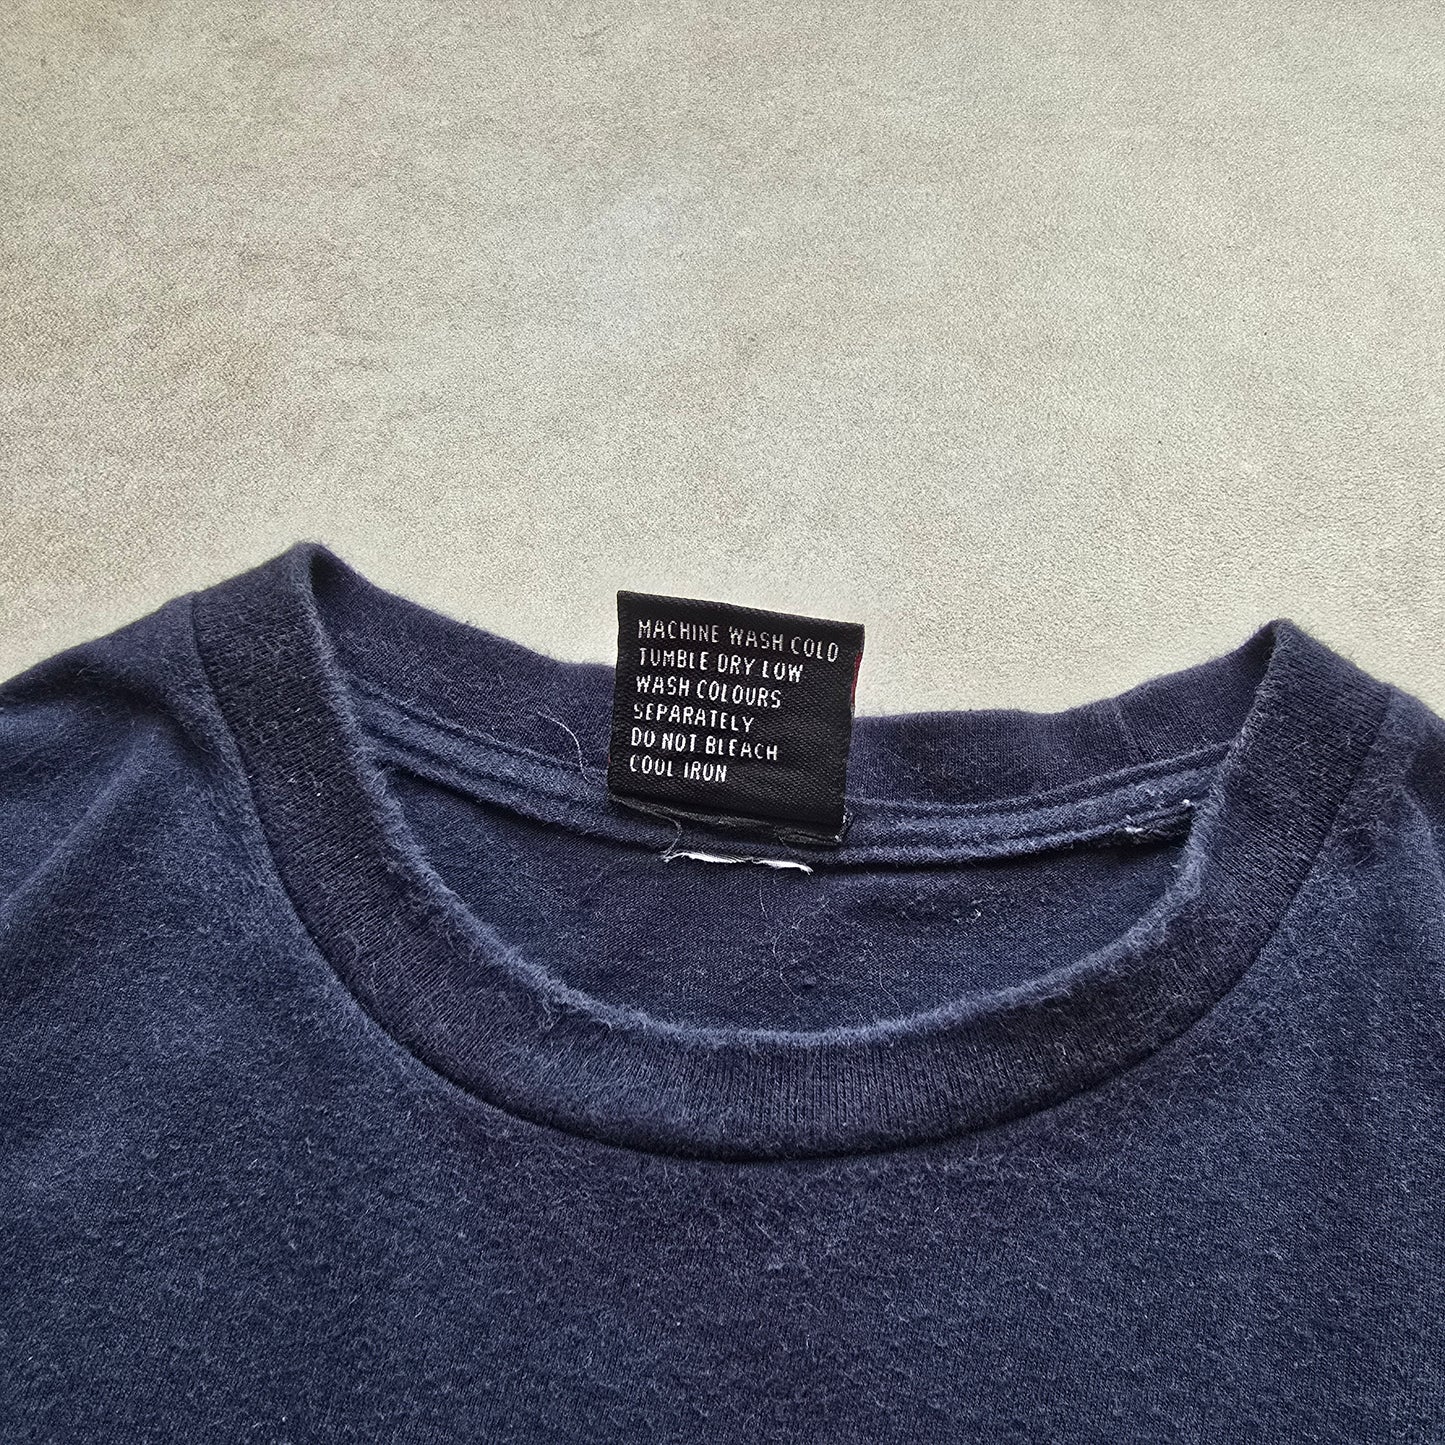 MACHINE WASH COLD
TUMBLE DRY LOW
WASH COLOURS
SEPARATELY
DO NOT BLEACH
COOL IRON